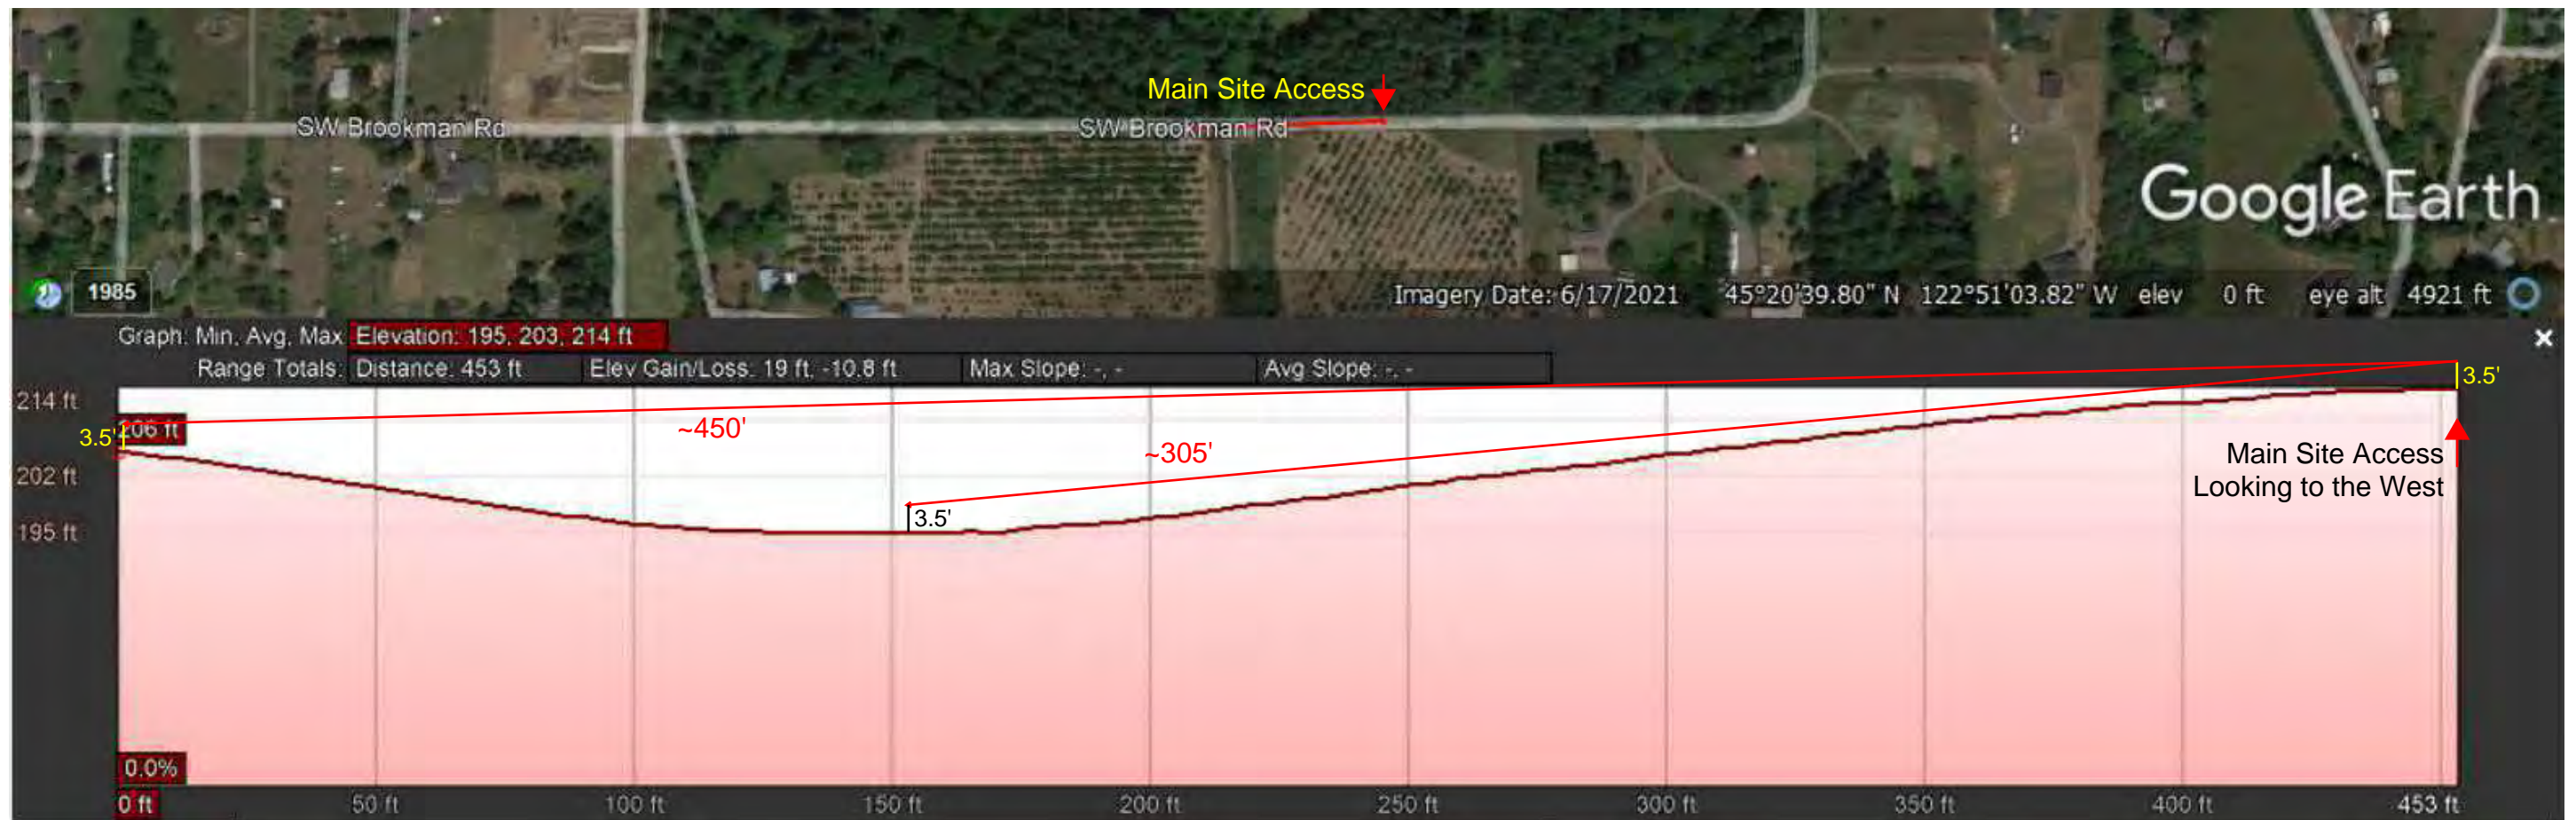 Main Site Access
SW Brookman Rd
SW Brookman Rd
Google Earth
1985
Imagery Date: 6/17/2021 45°20'39.80" N 122°51'03.82" W elev 0 ft eye alt 4921 ft
Graph: Min, Avg, Max Elevation: 195, 203, 214 ft
Range Totals: Distance: 453 ft Elev Gain/Loss: 19 ft, -10.8 ft Max Slope: -, - Avg Slope: -, -
3.5'
214 ft
206 ft
3.5'
~450'
~305'
Main Site Access
Looking to the West
202 ft
3.5'
195 ft
0.0%
0 ft 50 ft 100 ft 150 ft 200 ft 250 ft 300 ft 350 ft 400 ft 453 ft